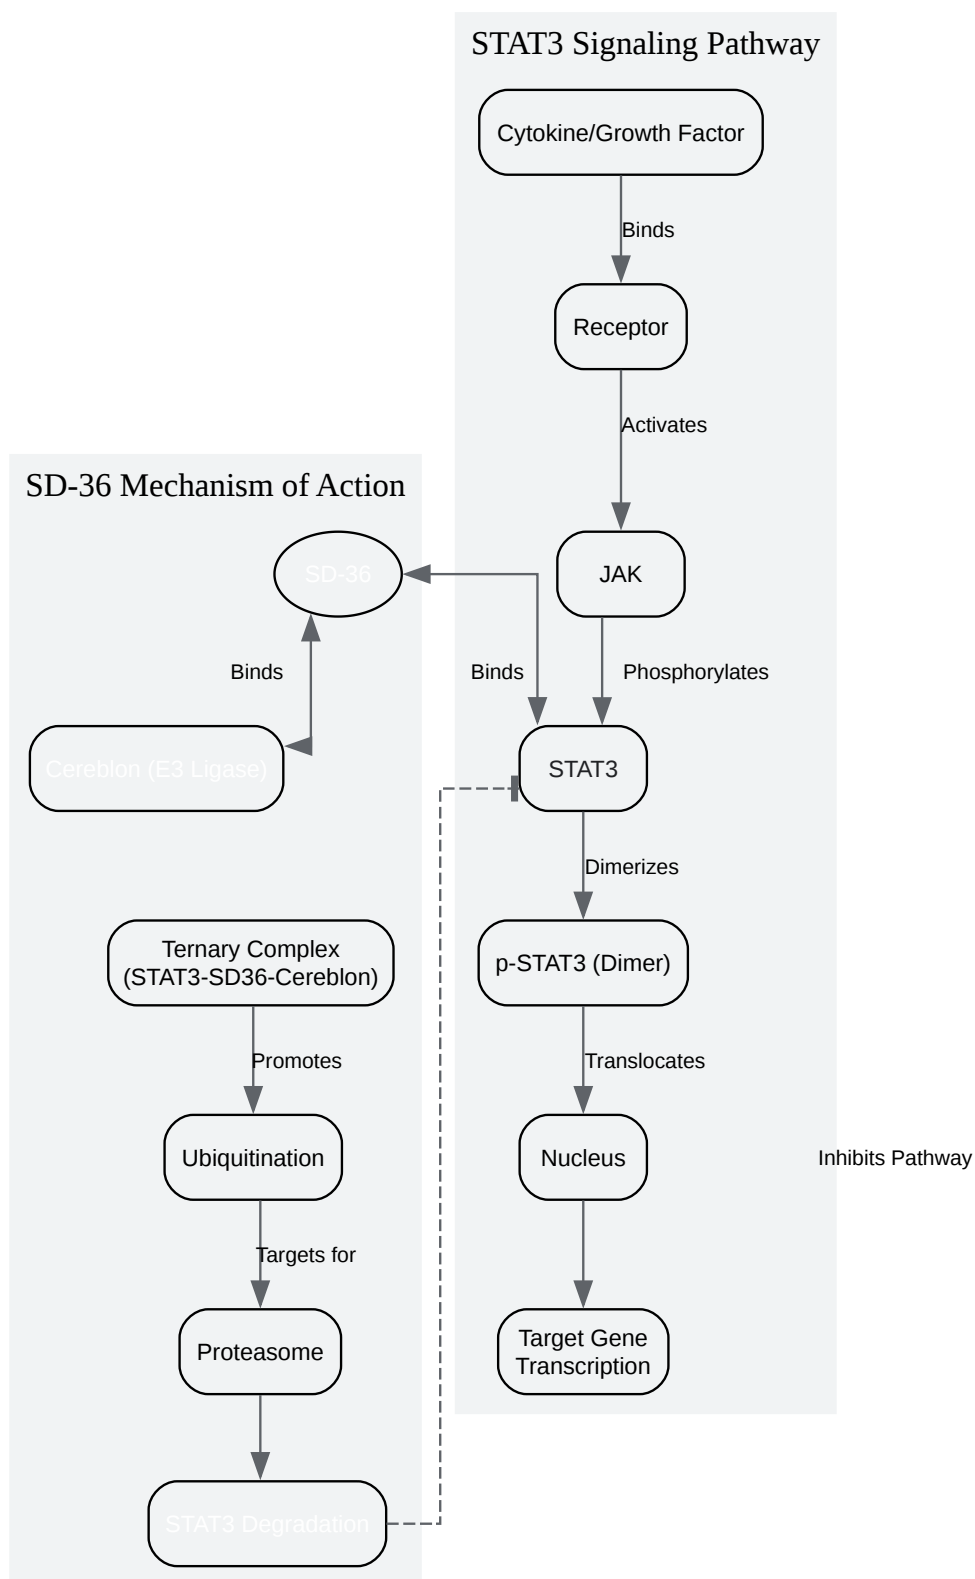 STAT3 Signaling Pathway
Cytokine/Growth Factor
Binds
Receptor
Activates
JAK
Phosphorylates
SD-36 Mechanism of Action
SD-36
Binds
Binds
Cereblon (E3 Ligase)
STAT3
Dimerizes
p-STAT3 (Dimer)
Translocates
Nucleus
Inhibits Pathway
Target Gene
Transcription
Ternary Complex
(STAT3-SD36-Cereblon)
Promotes
Ubiquitination
Targets for
Proteasome
STAT3 Degradation